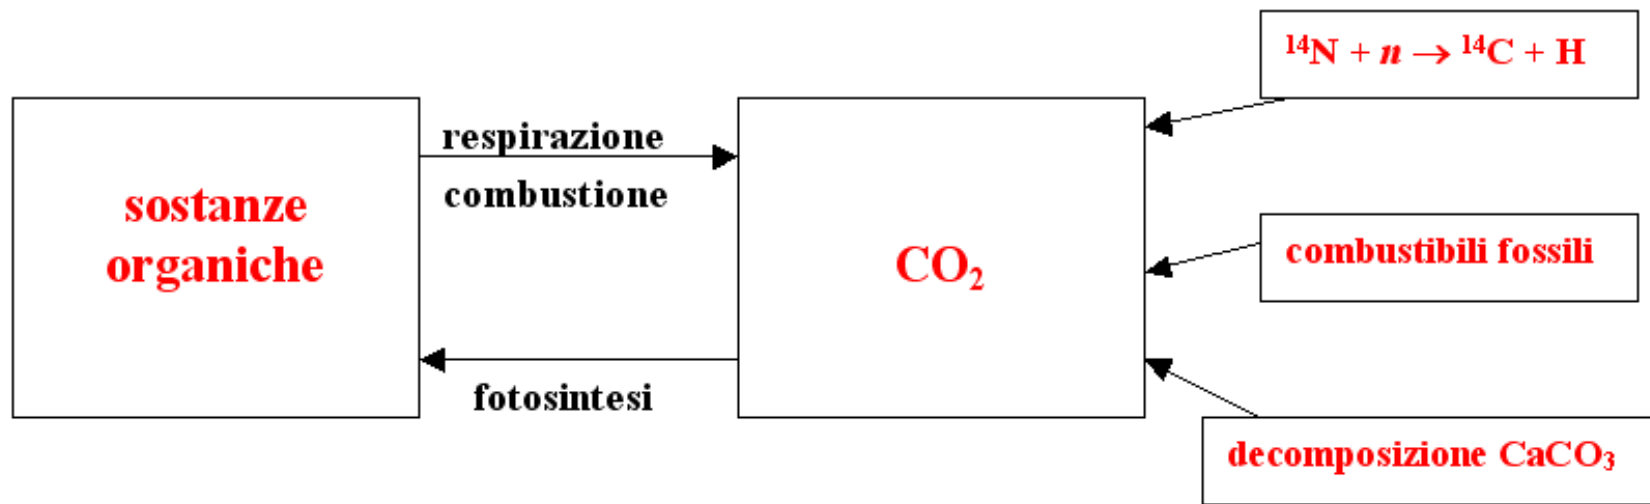 ¹⁴N + n → ¹⁴C + H
respirazione
combustione
sostanze
organiche
CO₂
combustibili fossili
fotosintesi
decomposizione CaCO₃